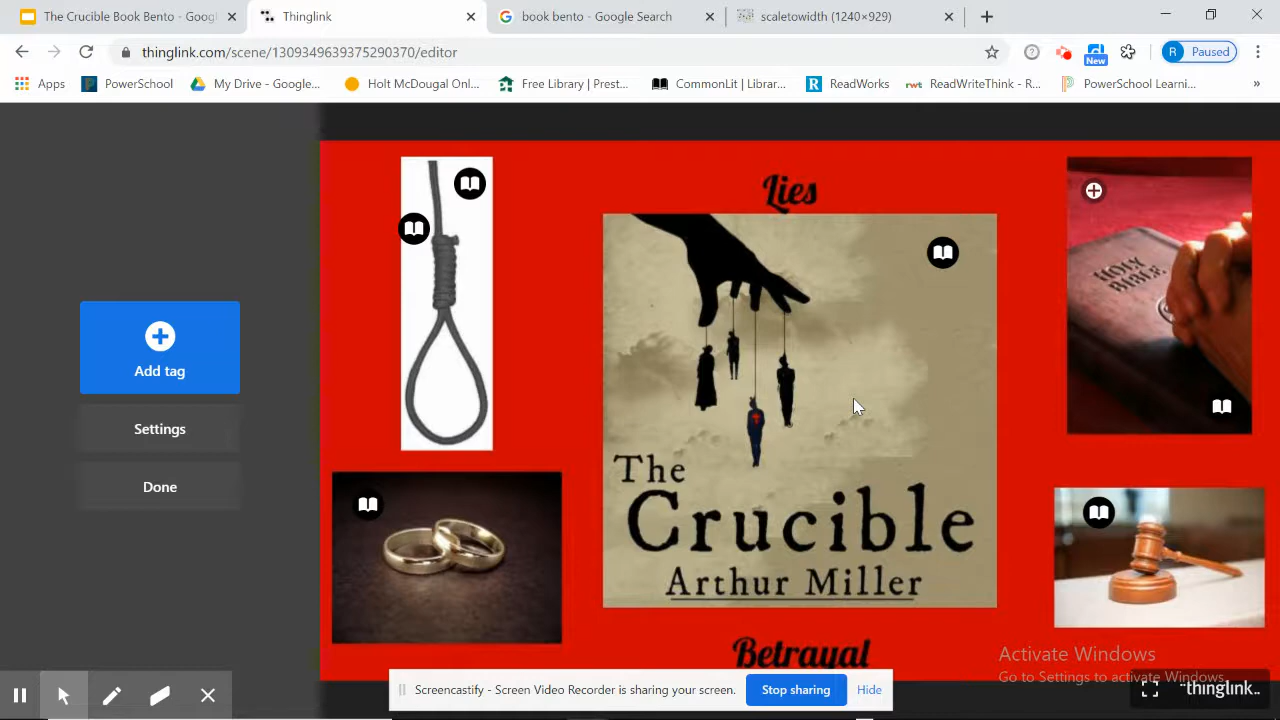 The Crucible Book Bento - Goog
Thinglink
book bento - Google Search
scaletowidth (1240×929)
thinglink.com/scene/1309349639375290370/editor
New
R Paused
Apps
PowerSchool
My Drive - Google...
Holt McDougal Onl...
Free Library (Prest...
CommonLit | Librar...
R ReadWorks
rwt ReadWriteThink - R...
PowerSchool Learni...
»
Lies
HOLY
BIBLE
Add tag
Settings
Done
The
Crucible
Arthur Miller
Betrayal
Activate Windows
Go to Settings to activate Windows.
Screencastify - Screen Video Recorder is sharing your screen.
Stop sharing
Hide
¨thinglink..